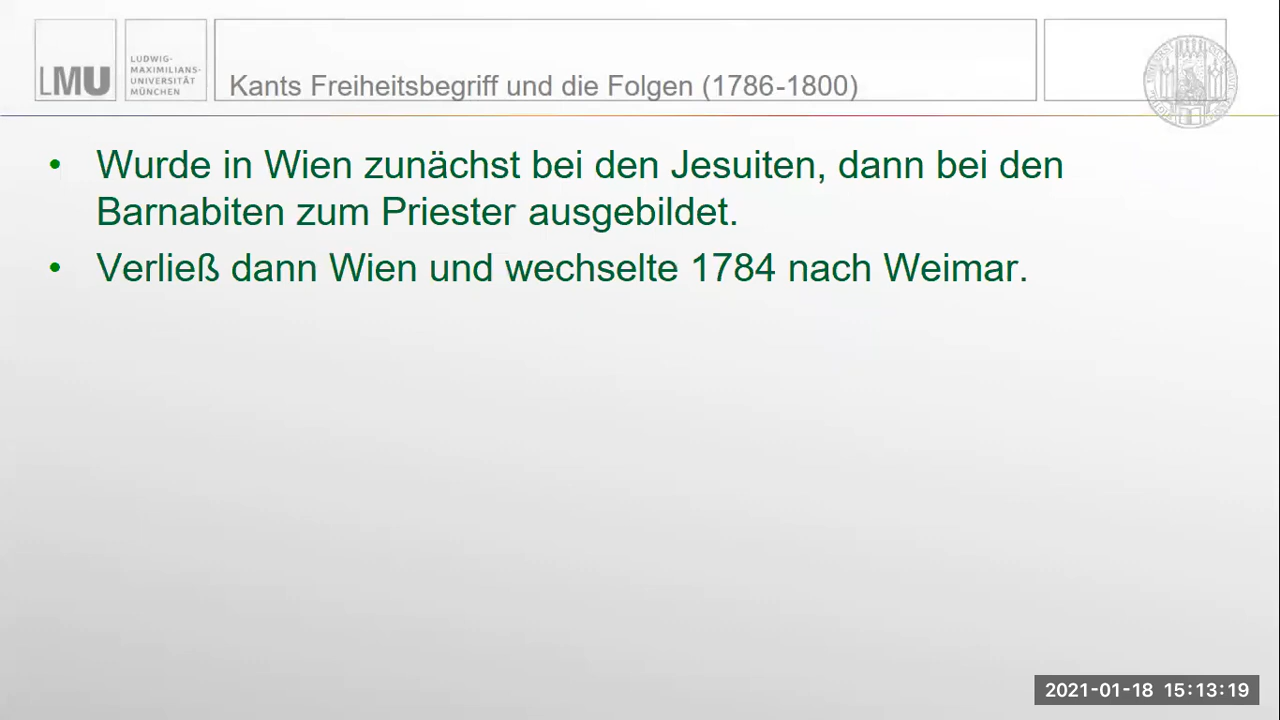 LMU
LUDWIG-
MAXIMILIANS-
UNIVERSITÄT
MÜNCHEN
Kants Freiheitsbegriff und die Folgen (1786-1800)
• Wurde in Wien zunächst bei den Jesuiten, dann bei den
Barnabiten zum Priester ausgebildet.
• Verließ dann Wien und wechselte 1784 nach Weimar.
2021-01-18 15:13:19